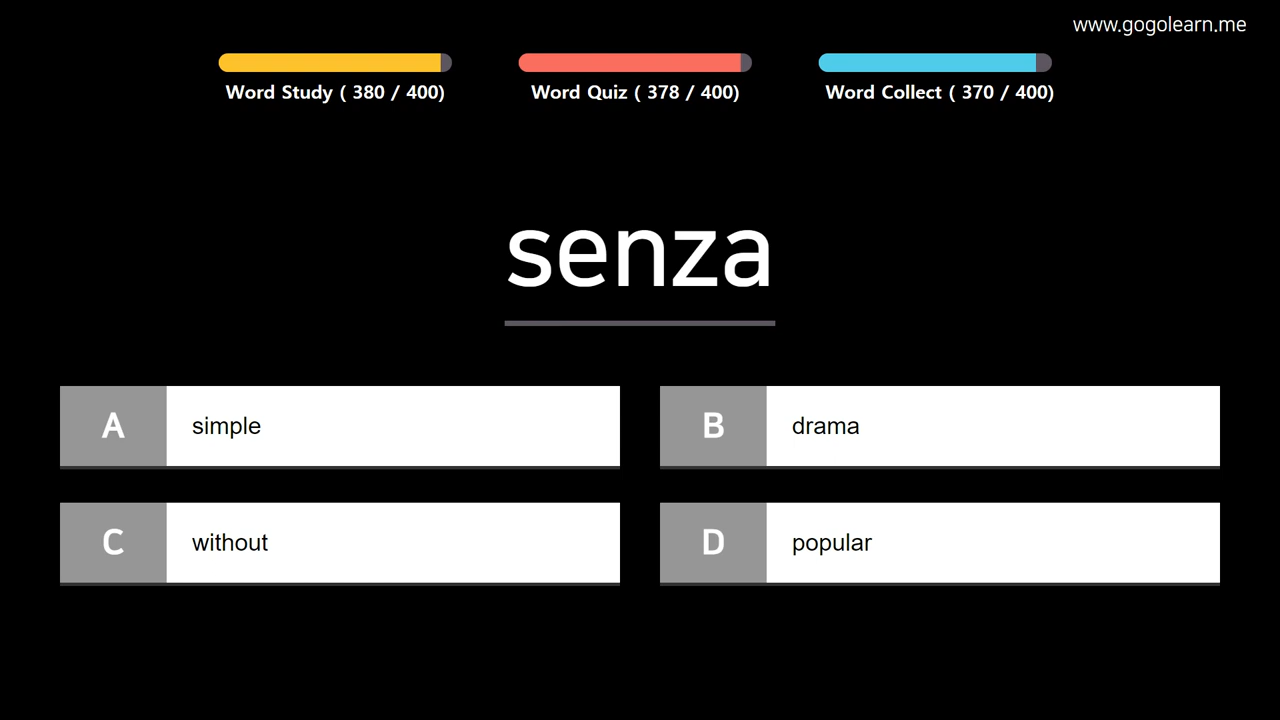 www.gogolearn.me
Word Study ( 380 / 400)
Word Quiz ( 378 / 400)
Word Collect ( 370 / 400)
senza
A simple
B drama
C without
D popular